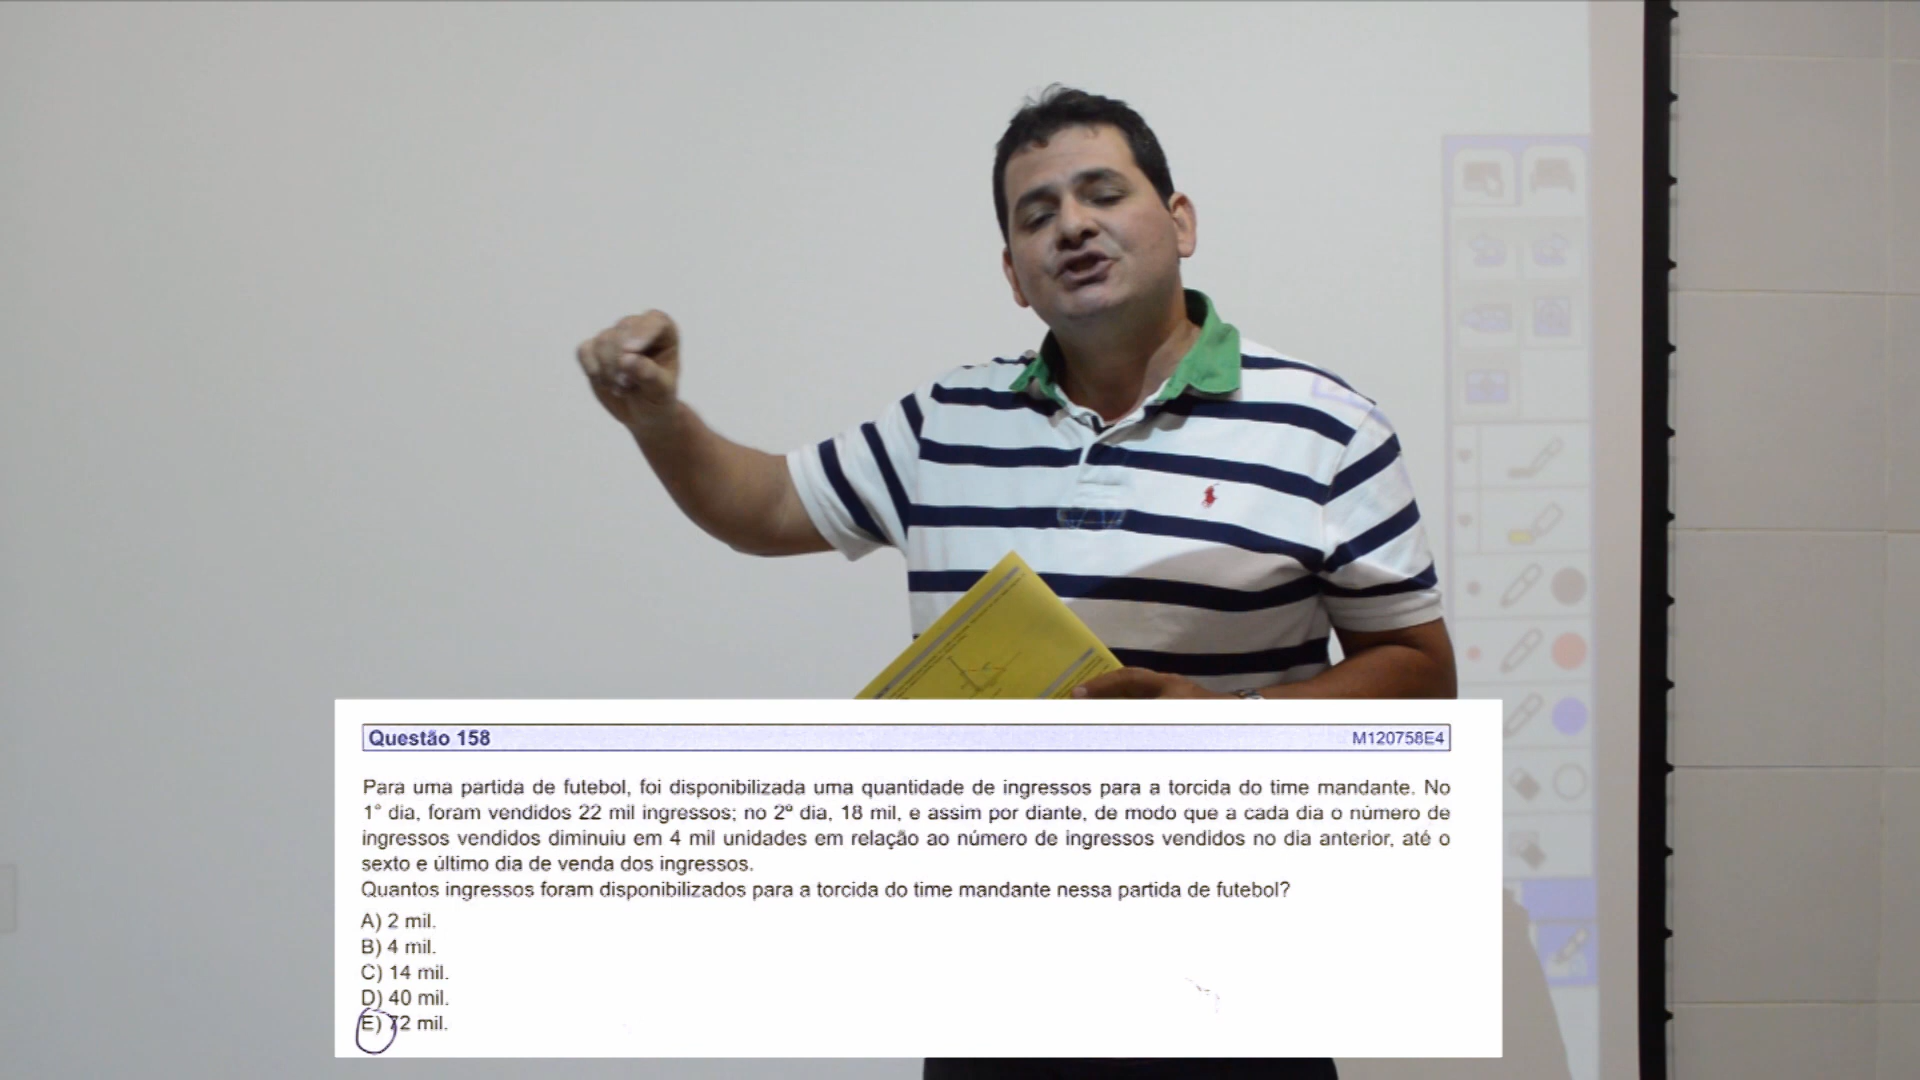 Questão 158
M120758E4
Para uma partida de futebol, foi disponibilizada uma quantidade de ingressos para a torcida do time mandante. No
1° dia, foram vendidos 22 mil ingressos; no 2º dia, 18 mil, e assim por diante, de modo que a cada dia o número de
ingressos vendidos diminuiu em 4 mil unidades em relação ao número de ingressos vendidos no dia anterior, até o
sexto e último dia de venda dos ingressos.
Quantos ingressos foram disponibilizados para a torcida do time mandante nessa partida de futebol?
A) 2 mil.
B) 4 mil.
C) 14 mil.
D) 40 mil.
E) 72 mil.